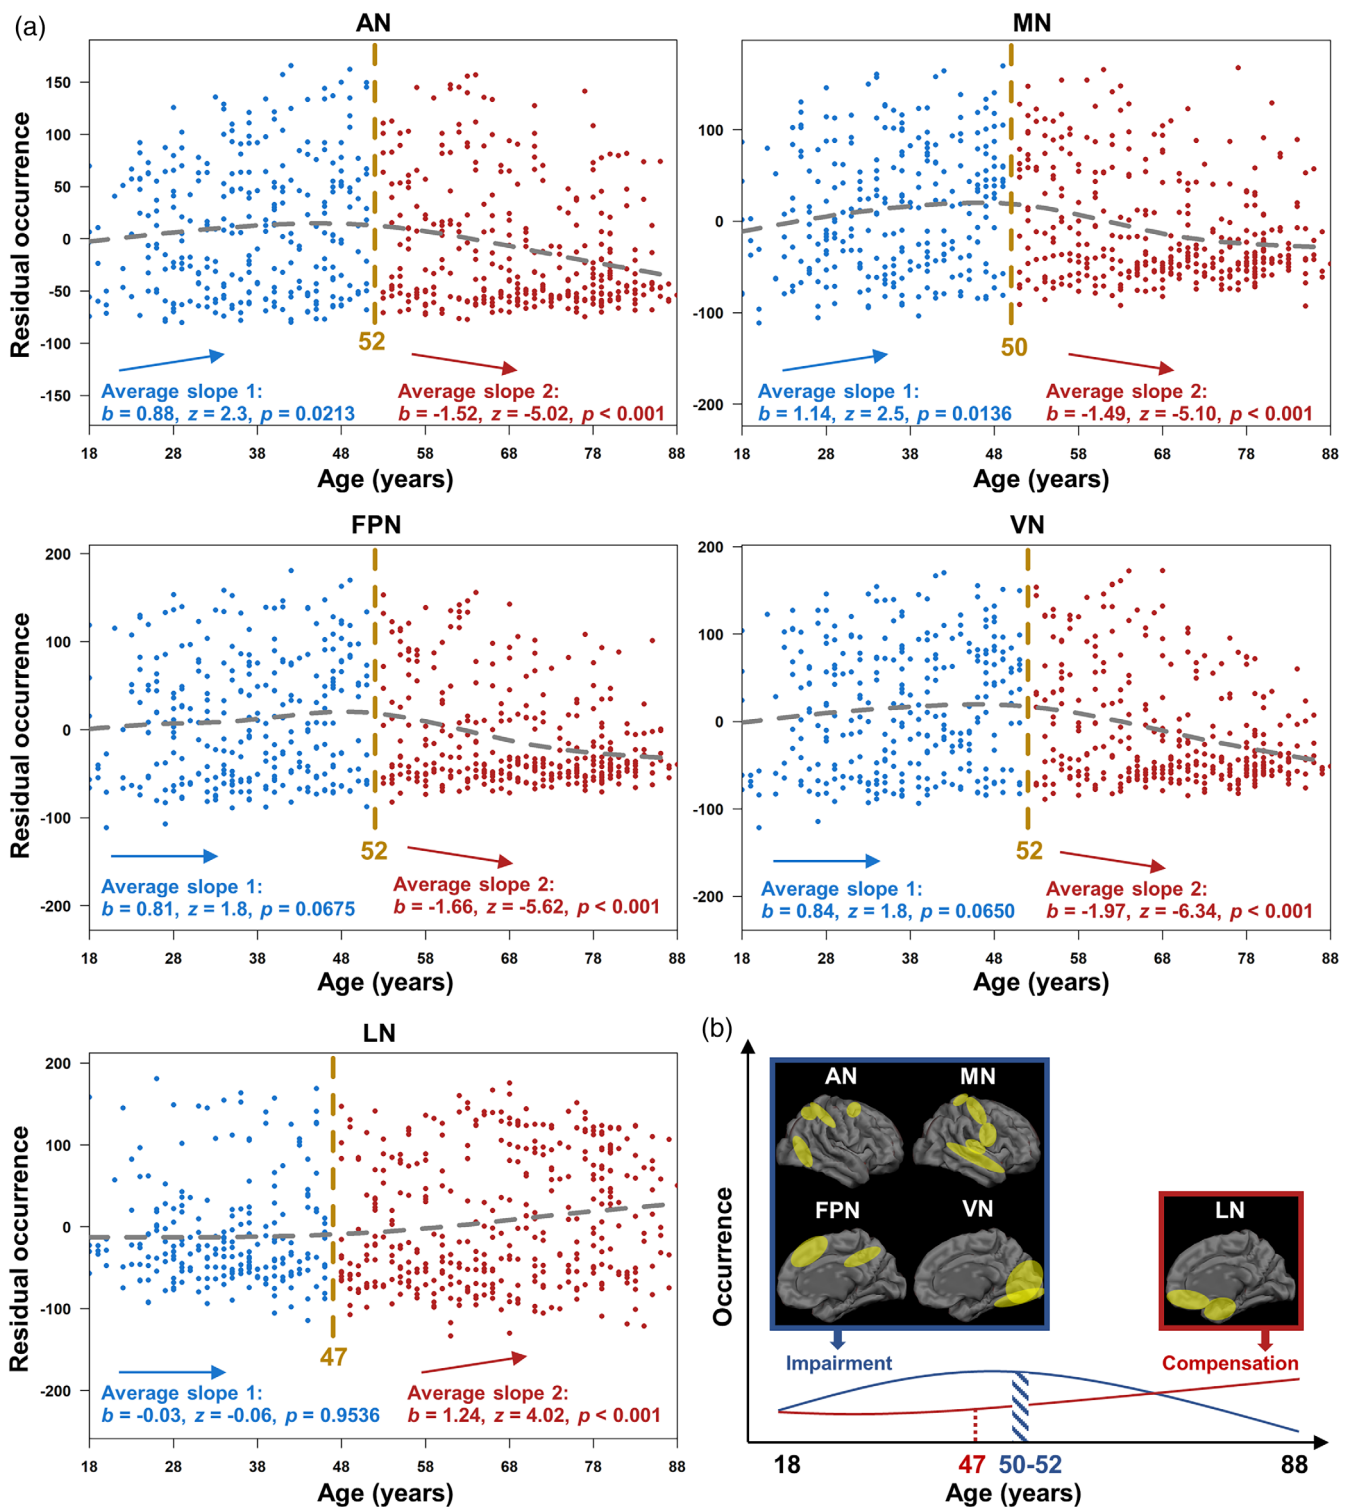 (a)
AN
Residual occurrence
150
100
50
0
-50
-100
-150
52
Average slope 1:
b = 0.88, z = 2.3, p = 0.0213
Average slope 2:
b = -1.52, z = -5.02, p < 0.001
18 28 38 48 58 68 78 88
Age (years)
MN
100
0
-100
-200
50
Average slope 1:
b = 1.14, z = 2.5, p = 0.0136
Average slope 2:
b = -1.49, z = -5.10, p < 0.001
18 28 38 48 58 68 78 88
Age (years)
FPN
Residual occurrence
200
100
0
-100
-200
52
Average slope 1:
b = 0.81, z = 1.8, p = 0.0675
Average slope 2:
b = -1.66, z = -5.62, p < 0.001
18 28 38 48 58 68 78 88
Age (years)
VN
200
100
0
-100
-200
52
Average slope 1:
b = 0.84, z = 1.8, p = 0.0650
Average slope 2:
b = -1.97, z = -6.34, p < 0.001
18 28 38 48 58 68 78 88
Age (years)
LN
Residual occurrence
200
100
0
-100
-200
47
Average slope 1:
b = -0.03, z = -0.06, p = 0.9536
Average slope 2:
b = 1.24, z = 4.02, p < 0.001
18 28 38 48 58 68 78 88
Age (years)
(b)
Occurrence
AN MN
FPN VN
LN
Impairment
Compensation
18 47 50-52 88
Age (years)